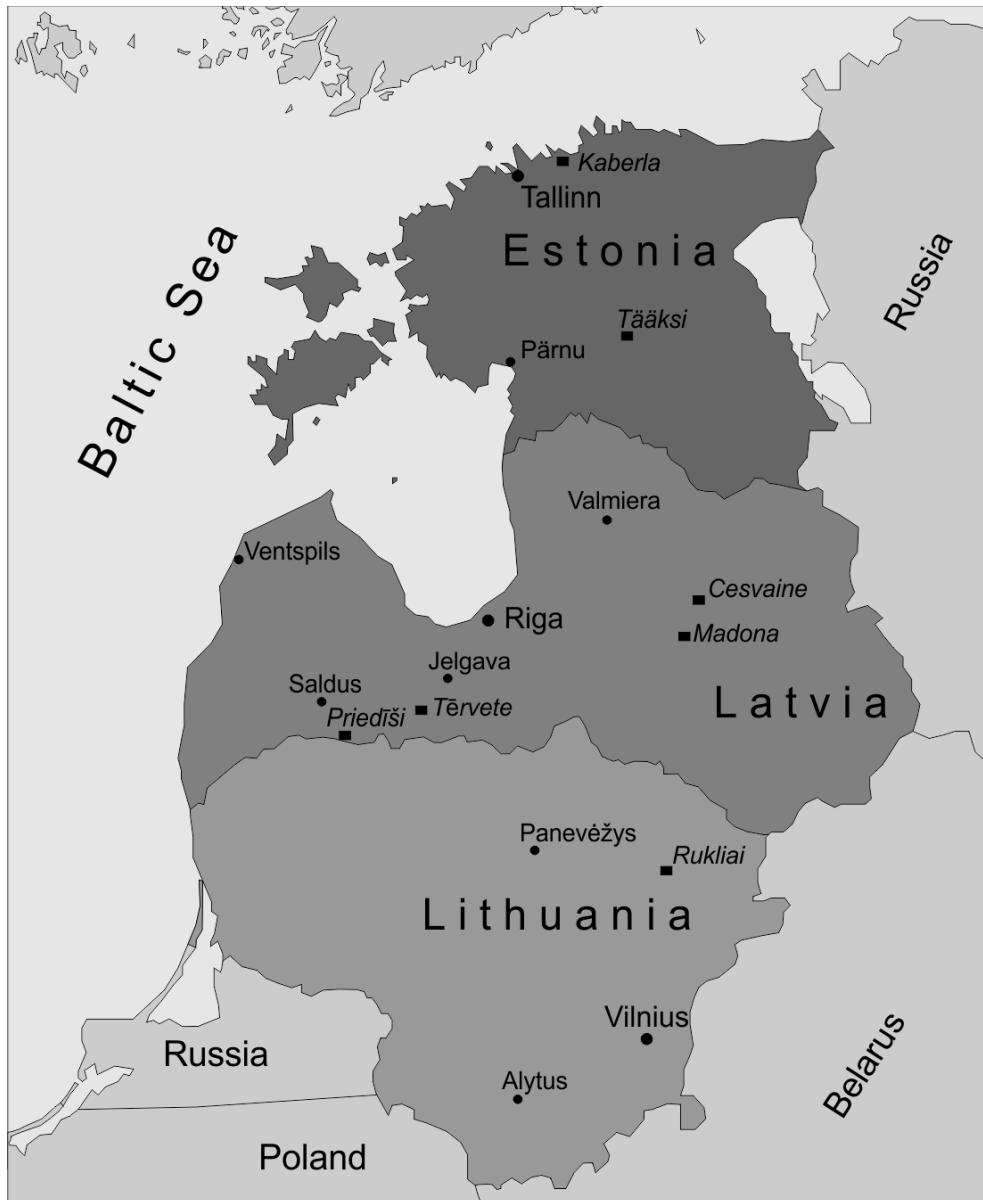 Kaberla
Tallinn
Estonia
Baltic Sea
Russia
Tääksi
Pärnu
Valmiera
Ventspils
Cesvaine
Riga
Madona
Jelgava
Saldus
Latvia
Tērvete
Priedīši
Panevėžys
Rukliai
Lithuania
Vilnius
Russia
Belarus
Alytus
Poland